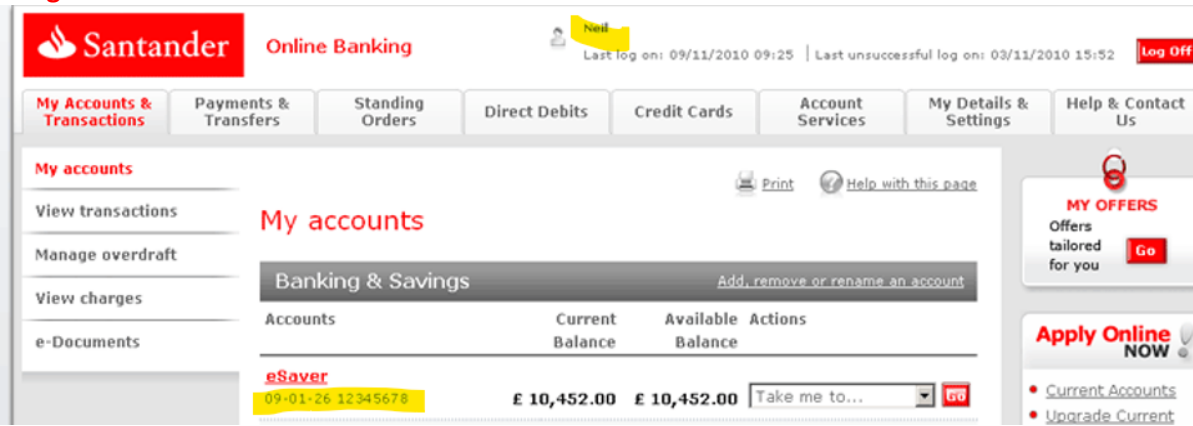 Santander
Online Banking
Neil
Last log on: 09/11/2010 09:25 | Last unsuccessful log on: 03/11/2010 15:52
Log Off
My Accounts &
Transactions
Payments &
Transfers
Standing
Orders
Direct Debits
Credit Cards
Account
Services
My Details &
Settings
Help & Contact
Us
My accounts
View transactions
Manage overdraft
View charges
e-Documents
Print
Help with this page
My accounts
Banking & Savings
Add, remove or rename an account
Accounts
Current
Balance
Available
Balance
Actions
eSaver
09-01-26 12345678
£ 10,452.00
£ 10,452.00
Take me to...
GO
MY OFFERS
Offers
tailored
for you
Go
Apply Online
NOW
Current Accounts
Upgrade Current